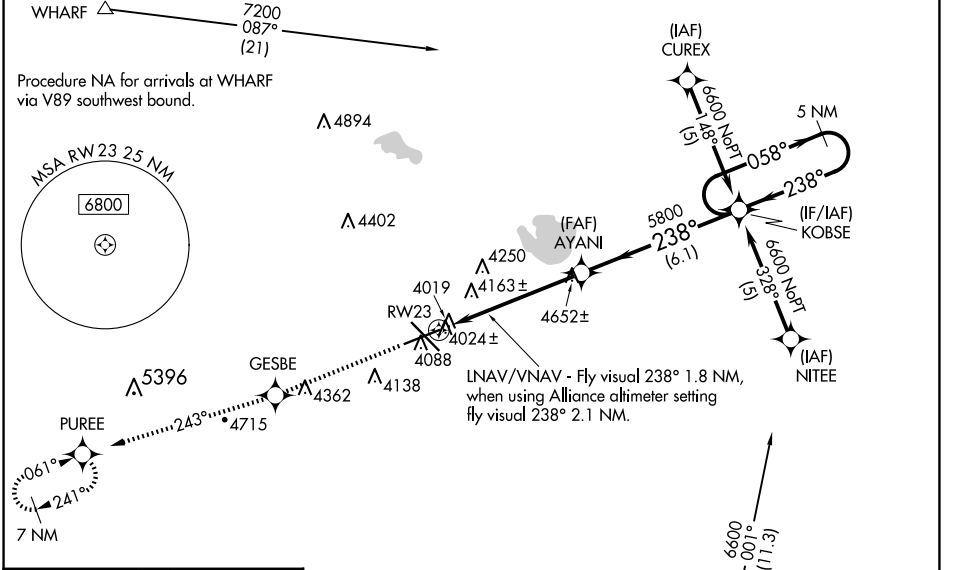 WHARF
7200
087°
(21)
Procedure NA for arrivals at WHARF
via V89 southwest bound.
MSA RW 23 25 NM
6800
4894
4402
(IAF)
CUREX
6600 NoPT
148°
(5)
5 NM
058°
238°
(IF/IAF)
KOBSE
5800
238°
(6.1)
(FAF)
AYANI
6600 NoPT
328°
(5)
(IAF)
NITEE
4250
4163±
4652±
4019
RW23
4024±
4088
4138
4362
GESBE
5396
4715
243°
PUREE
061°
241°
7 NM
LNAV/VNAV - Fly visual 238° 1.8 NM,
when using Alliance altimeter setting
fly visual 238° 2.1 NM.
6600
001°
(11.3)